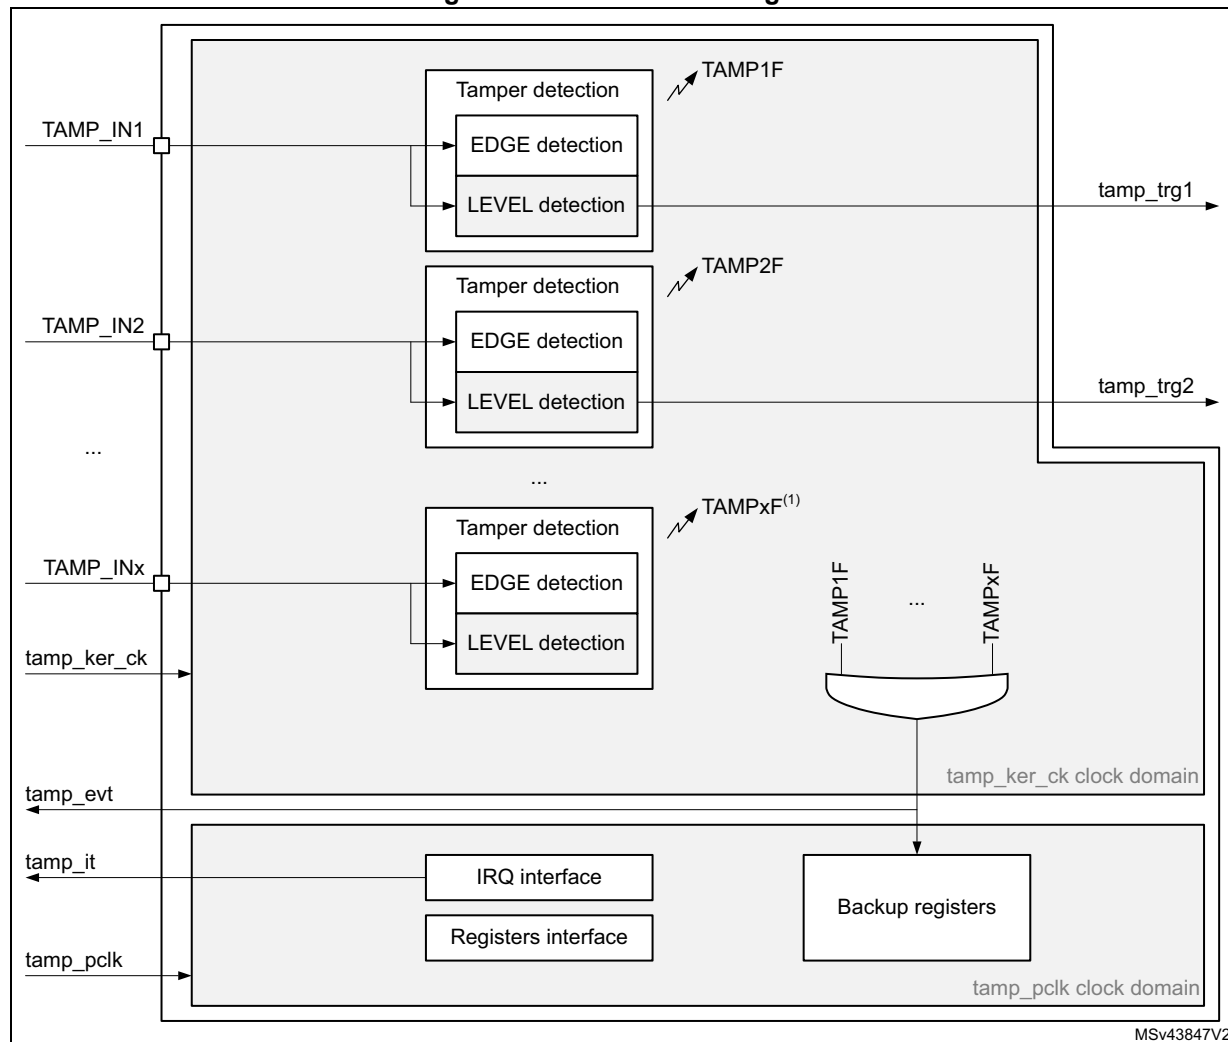 TAMP1F
Tamper detection
TAMP_IN1
EDGE detection
LEVEL detection
tamp_trg1
TAMP2F
Tamper detection
TAMP_IN2
EDGE detection
LEVEL detection
tamp_trg2
...
...
TAMPxF(1)
Tamper detection
TAMP_INx
EDGE detection
LEVEL detection
TAMP1F
...
TAMPxF
tamp_ker_ck
tamp_ker_ck clock domain
tamp_evt
tamp_it
IRQ interface
Backup registers
Registers interface
tamp_pclk
tamp_pclk clock domain
MSv43847V2